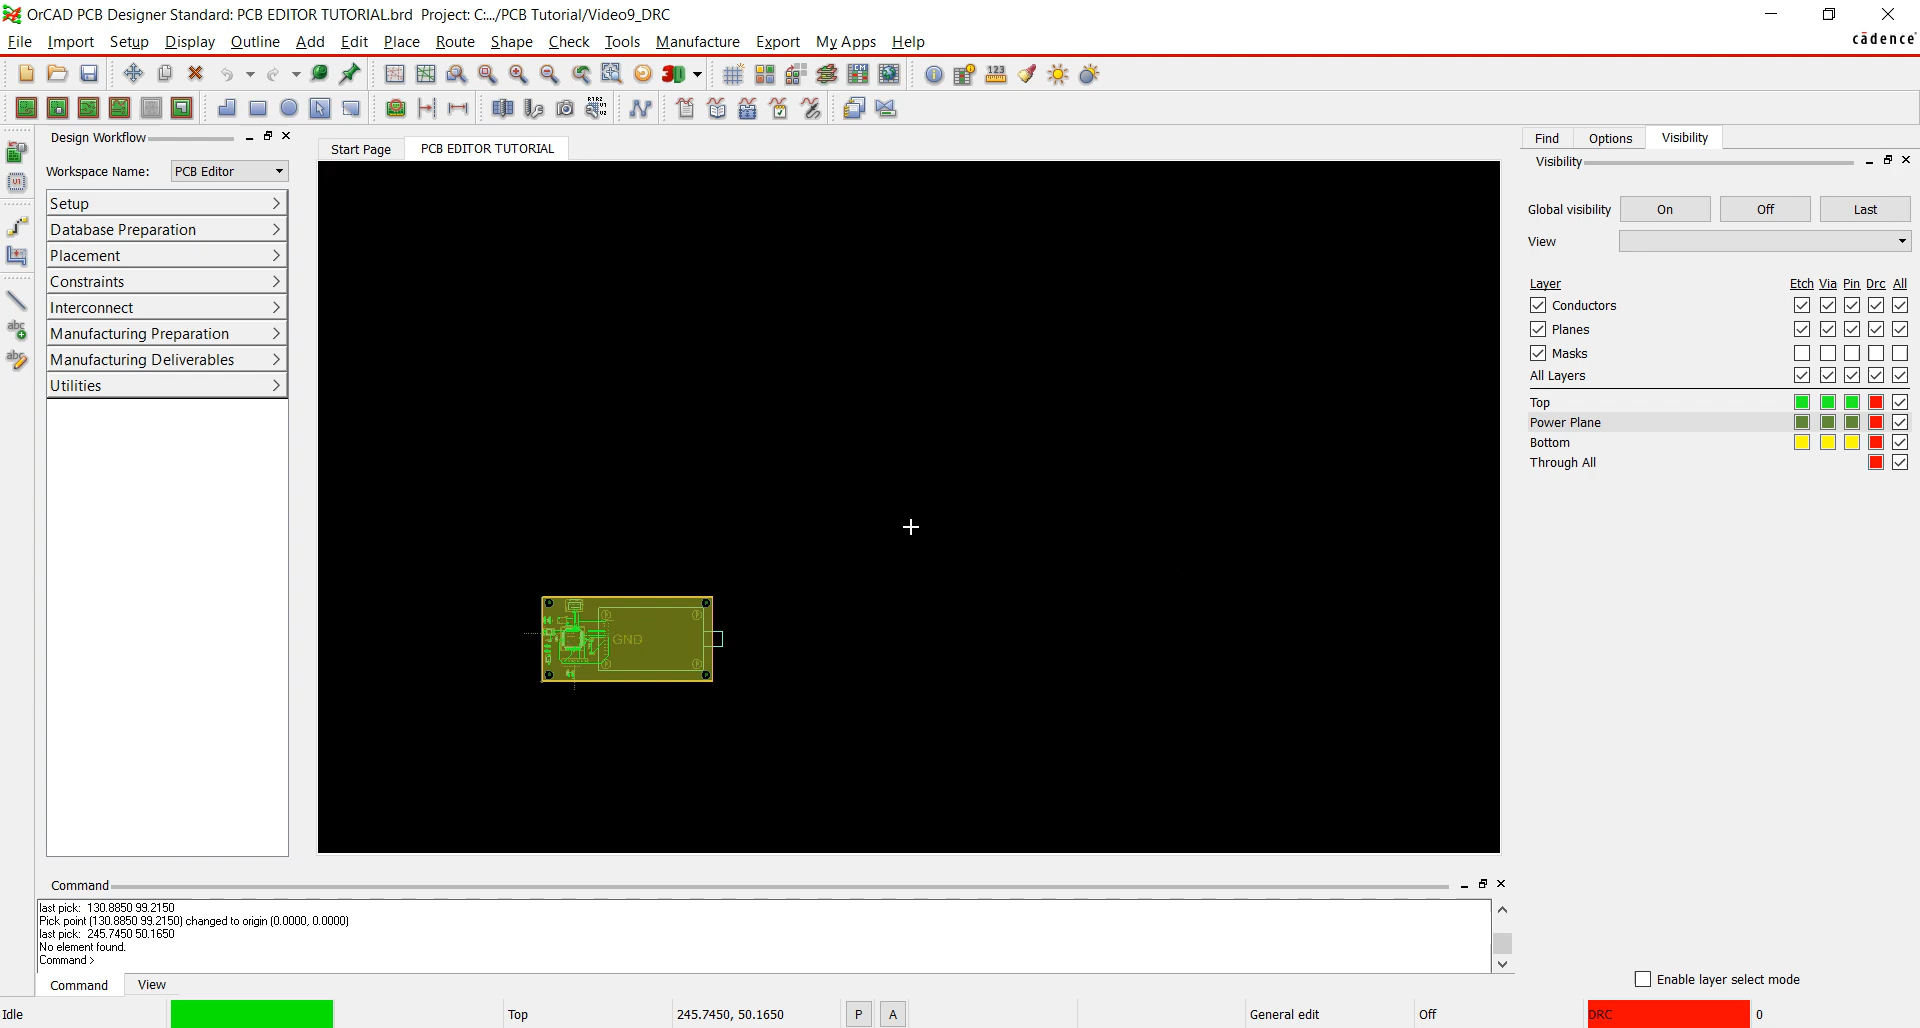 OrCAD PCB Designer Standard: PCB EDITOR TUTORIAL.brd  Project: C:.../PCB Tutorial/Video9_DRC
File Import Setup Display Outline Add Edit Place Route Shape Check Tools Manufacture Export My Apps Help
cādence
3D
Design Workflow
Workspace Name: PCB Editor
Setup
Database Preparation
Placement
Constraints
Interconnect
Manufacturing Preparation
Manufacturing Deliverables
Utilities
Start Page
PCB EDITOR TUTORIAL
GND
Find Options Visibility
Visibility
Global visibility On Off Last
View
Layer Etch Via Pin Drc All
Conductors
Planes
Masks
All Layers
Top
Power Plane
Bottom
Through All
Enable layer select mode
Command
last pick:  130.8850 99.2150
Pick point (130.8850 99.2150) changed to origin (0.0000, 0.0000)
last pick:  245.7450 50.1650
No element found.
Command >
Command View
Idle Top 245.7450, 50.1650 P A General edit Off DRC 0